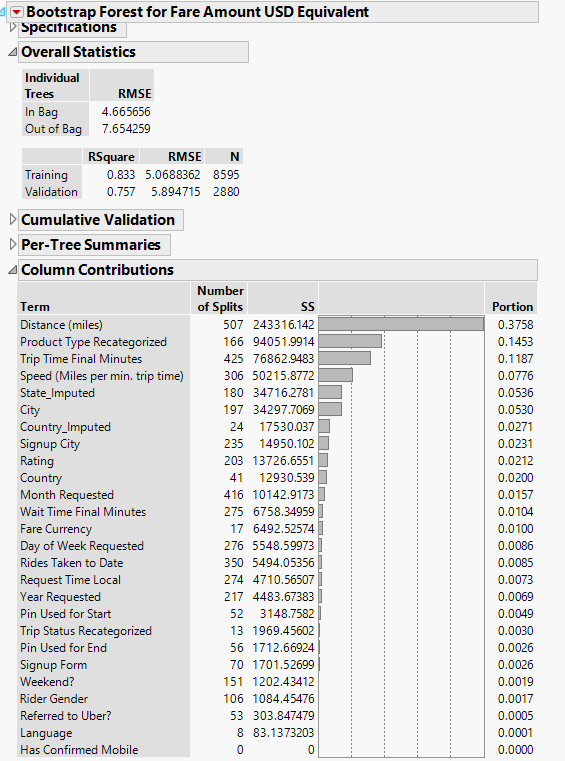 Bootstrap Forest for Fare Amount USD Equivalent
Specifications
Overall Statistics
Individual
Trees RMSE
In Bag 4.665656
Out of Bag 7.654259
RSquare RMSE N
Training 0.833 5.0688362 8595
Validation 0.757 5.894715 2880
Cumulative Validation
Per-Tree Summaries
Column Contributions
Number
Term of Splits SS Portion
Distance (miles) 507 243316.142 0.3758
Product Type Recategorized 166 94051.9914 0.1453
Trip Time Final Minutes 425 76862.9483 0.1187
Speed (Miles per min. trip time) 306 50215.8772 0.0776
State_Imputed 180 34716.2781 0.0536
City 197 34297.7069 0.0530
Country_Imputed 24 17530.037 0.0271
Signup City 235 14950.102 0.0231
Rating 203 13726.6551 0.0212
Country 41 12930.539 0.0200
Month Requested 416 10142.9173 0.0157
Wait Time Final Minutes 275 6758.34959 0.0104
Fare Currency 17 6492.52574 0.0100
Day of Week Requested 276 5548.59973 0.0086
Rides Taken to Date 350 5494.05356 0.0085
Request Time Local 274 4710.56507 0.0073
Year Requested 217 4483.67383 0.0069
Pin Used for Start 52 3148.7582 0.0049
Trip Status Recategorized 13 1969.45602 0.0030
Pin Used for End 56 1712.66924 0.0026
Signup Form 70 1701.52699 0.0026
Weekend? 151 1202.43412 0.0019
Rider Gender 106 1084.45476 0.0017
Referred to Uber? 53 303.847479 0.0005
Language 8 83.1373203 0.0001
Has Confirmed Mobile 0 0 0.0000